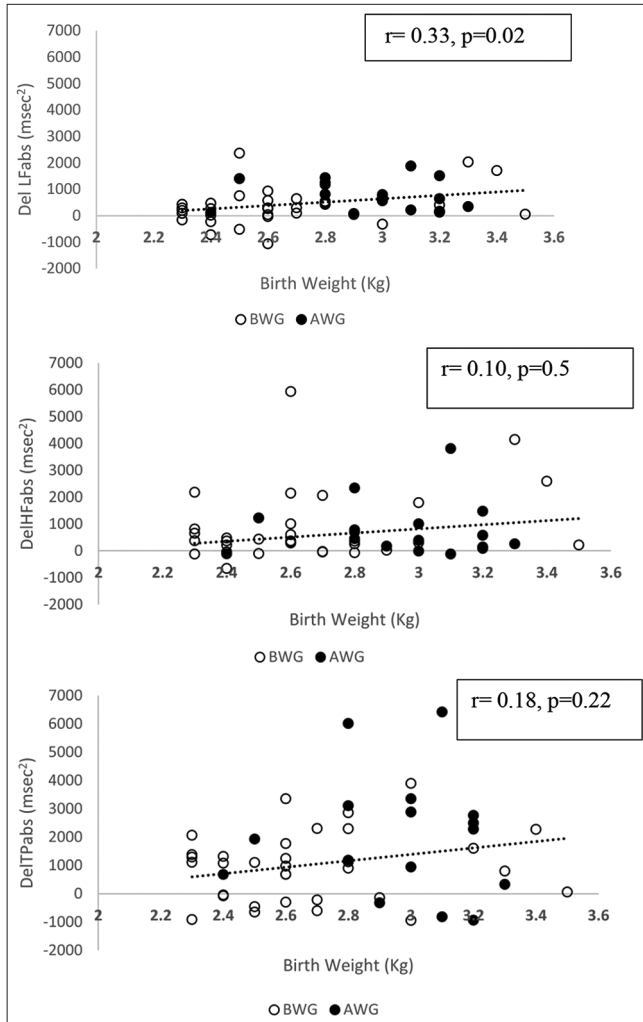 r= 0.33, p=0.02
7000
6000
5000
4000
3000
2000
1000
0
-1000
-2000
Del LFabs (msec²)
2 2.2 2.4 2.6 2.8 3 3.2 3.4 3.6
Birth Weight (Kg)
BWG AWG
r= 0.10, p=0.5
7000
6000
5000
4000
3000
2000
1000
0
-1000
-2000
DelHFabs (msec²)
2 2.2 2.4 2.6 2.8 3 3.2 3.4 3.6
Birth Weight (Kg)
BWG AWG
r= 0.18, p=0.22
7000
6000
5000
4000
3000
2000
1000
0
-1000
-2000
DelTPabs (msec²)
2 2.2 2.4 2.6 2.8 3 3.2 3.4 3.6
Birth Weight (Kg)
BWG AWG